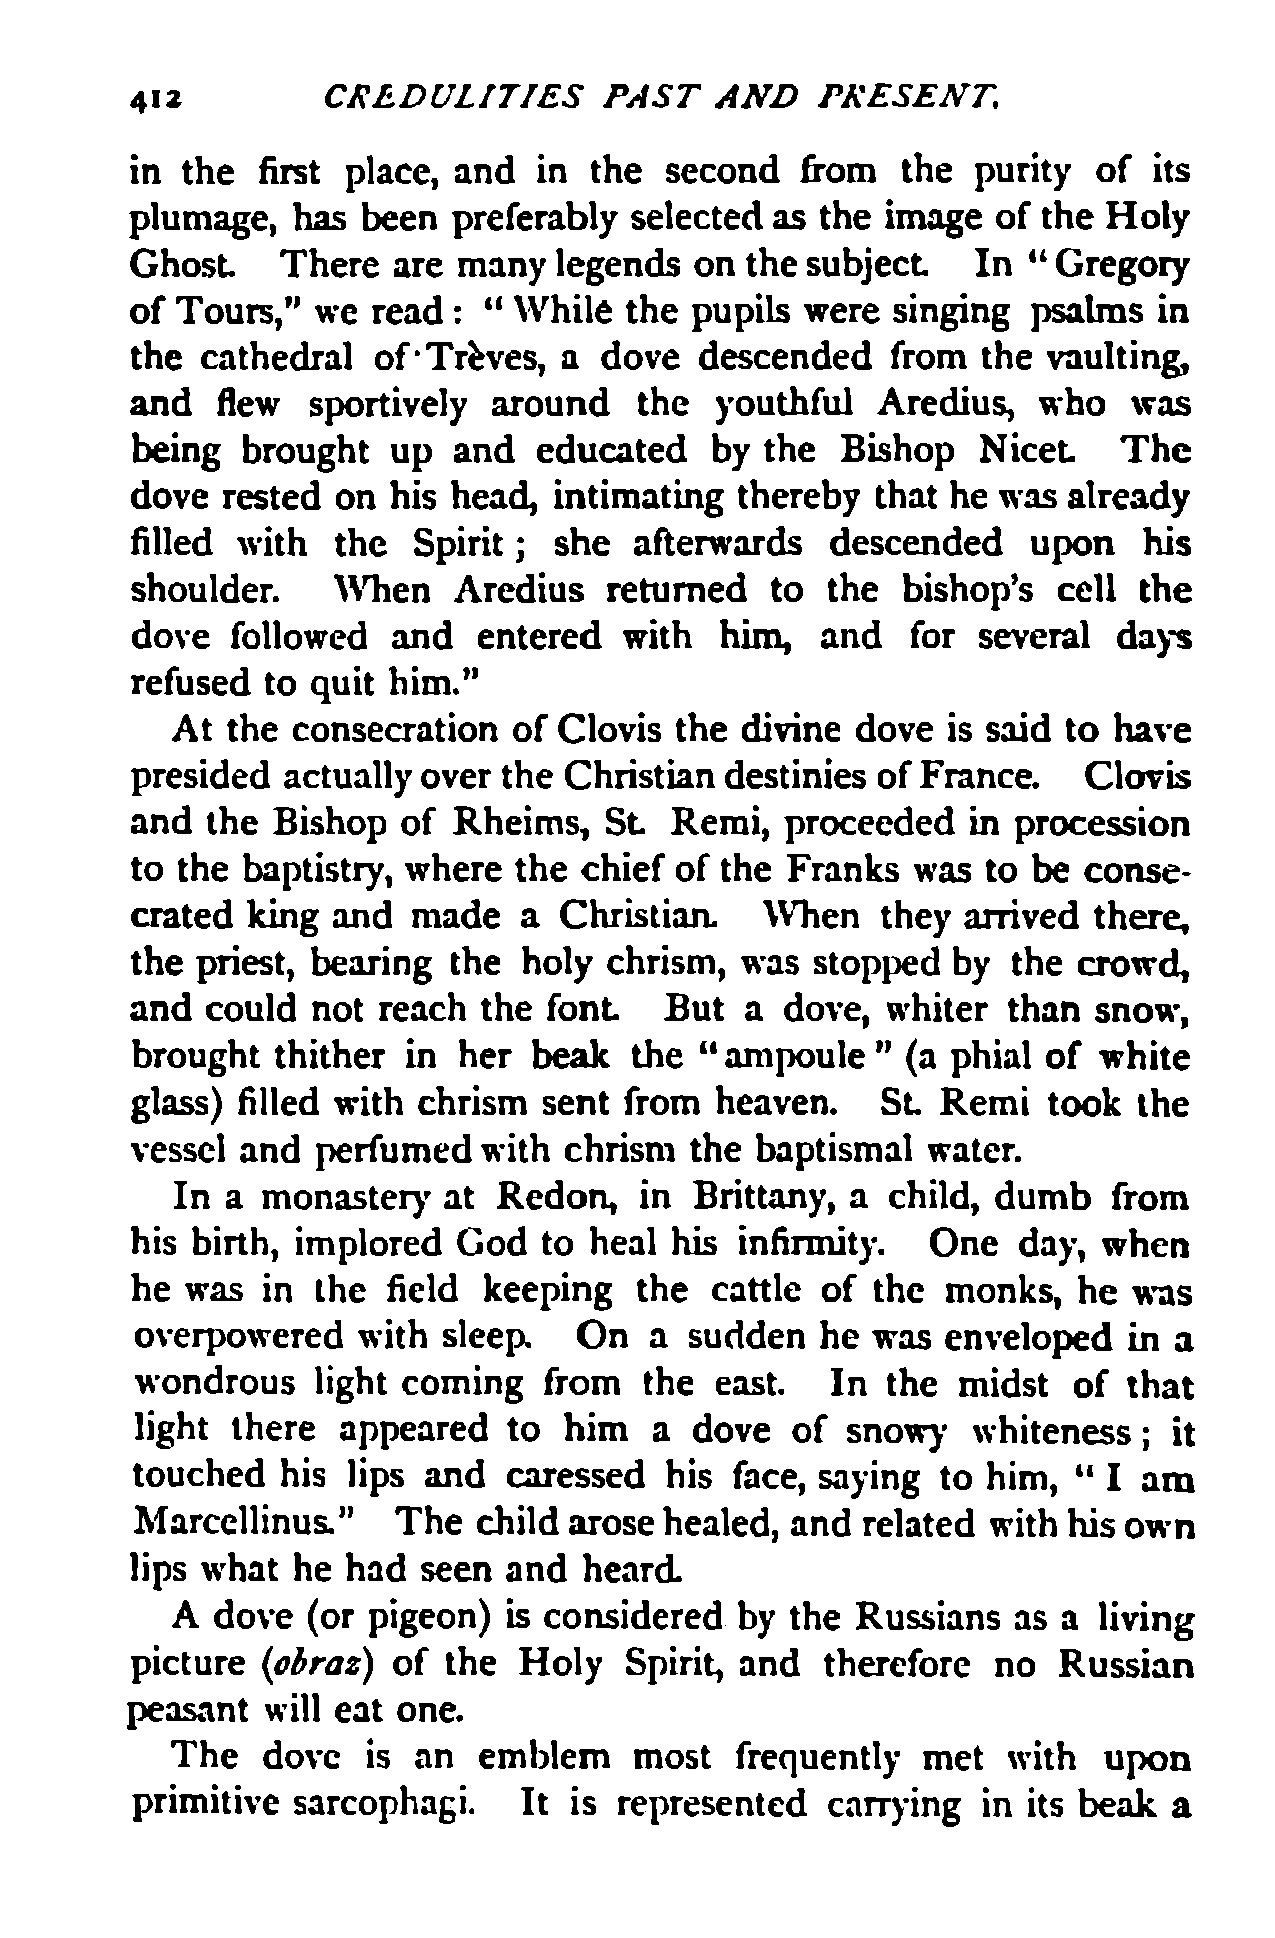 412 CREDULITIES PAST AND PRESENT.
in the first place, and in the second from the purity of its
plumage, has been preferably selected as the image of the Holy
Ghost. There are many legends on the subject. In “Gregory
of Tours,” we read : “While the pupils were singing psalms in
the cathedral of Trèves, a dove descended from the vaulting,
and flew sportively around the youthful Aredius, who was
being brought up and educated by the Bishop Nicet. The
dove rested on his head, intimating thereby that he was already
filled with the Spirit ; she afterwards descended upon his
shoulder. When Aredius returned to the bishop’s cell the
dove followed and entered with him, and for several days
refused to quit him.”
At the consecration of Clovis the divine dove is said to have
presided actually over the Christian destinies of France. Clovis
and the Bishop of Rheims, St. Remi, proceeded in procession
to the baptistry, where the chief of the Franks was to be conse-
crated king and made a Christian. When they arrived there,
the priest, bearing the holy chrism, was stopped by the crowd,
and could not reach the font. But a dove, whiter than snow,
brought thither in her beak the “ampoule” (a phial of white
glass) filled with chrism sent from heaven. St. Remi took the
vessel and perfumed with chrism the baptismal water.
In a monastery at Redon, in Brittany, a child, dumb from
his birth, implored God to heal his infirmity. One day, when
he was in the field keeping the cattle of the monks, he was
overpowered with sleep. On a sudden he was enveloped in a
wondrous light coming from the east. In the midst of that
light there appeared to him a dove of snowy whiteness ; it
touched his lips and caressed his face, saying to him, “I am
Marcellinus.” The child arose healed, and related with his own
lips what he had seen and heard.
A dove (or pigeon) is considered by the Russians as a living
picture (obraz) of the Holy Spirit, and therefore no Russian
peasant will eat one.
The dove is an emblem most frequently met with upon
primitive sarcophagi. It is represented carrying in its beak a